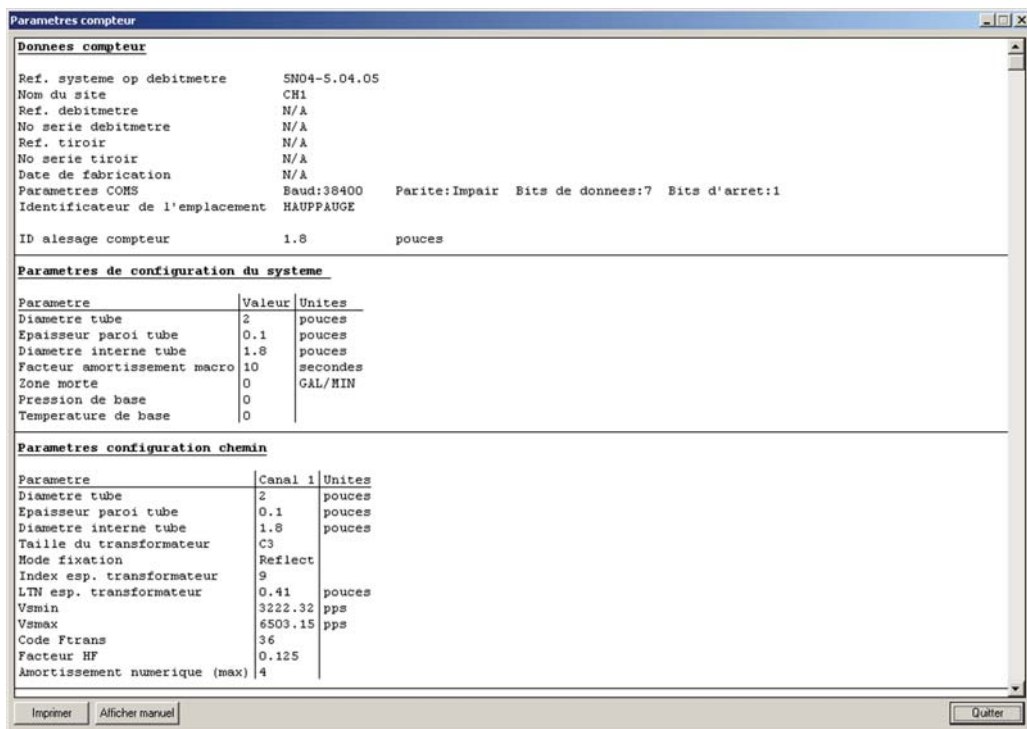 Parametres compteur
Donnees compteur
Ref. systeme op debitmetre SN04-5.04.05
Nom du site CH1
Ref. debitmetre N/A
No serie debitmetre N/A
Ref. tiroir N/A
No serie tiroir N/A
Date de fabrication N/A
Parametres COMS Baud:38400 Parite:Impair Bits de donnees:7 Bits d'arret:1
Identificateur de l'emplacement HAUPPAUGE
ID alesage compteur 1.8 pouces
Parametres de configuration du systeme
Parametre Valeur Unites
Diametre tube 2 pouces
Epaisseur paroi tube 0.1 pouces
Diametre interne tube 1.8 pouces
Facteur amortissement macro 10 secondes
Zone morte 0 GAL/MIN
Pression de base 0
Temperature de base 0
Parametres configuration chemin
Parametre Canal 1 Unites
Diametre tube 2 pouces
Epaisseur paroi tube 0.1 pouces
Diametre interne tube 1.8 pouces
Taille du transformateur C3
Mode fixation Reflect
Index esp. transformateur 9
LTN esp. transformateur 0.41 pouces
Vsmin 3222.32 pps
Vsmax 6503.15 pps
Code Ftrans 36
Facteur HF 0.125
Amortissement numerique (max) 4
Imprimer Afficher manuel Quitter